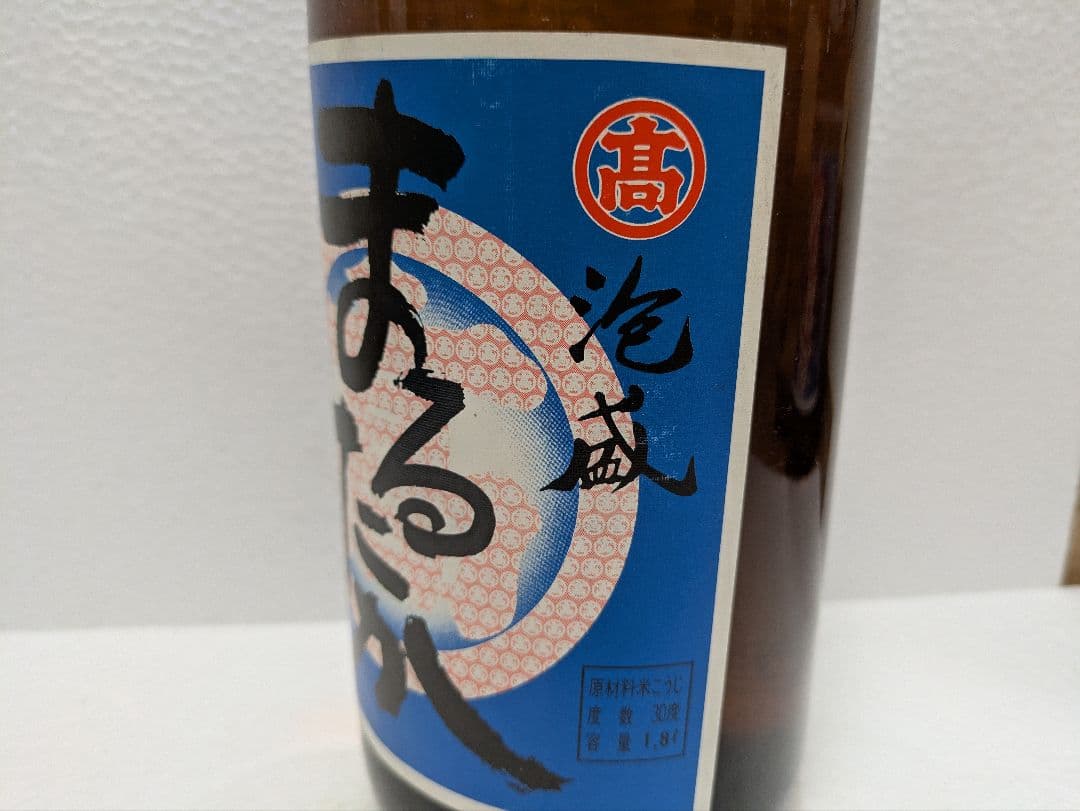 髙
泡盛
まるたか
原材料米こうじ
度数 30度
容量 1.8ℓ